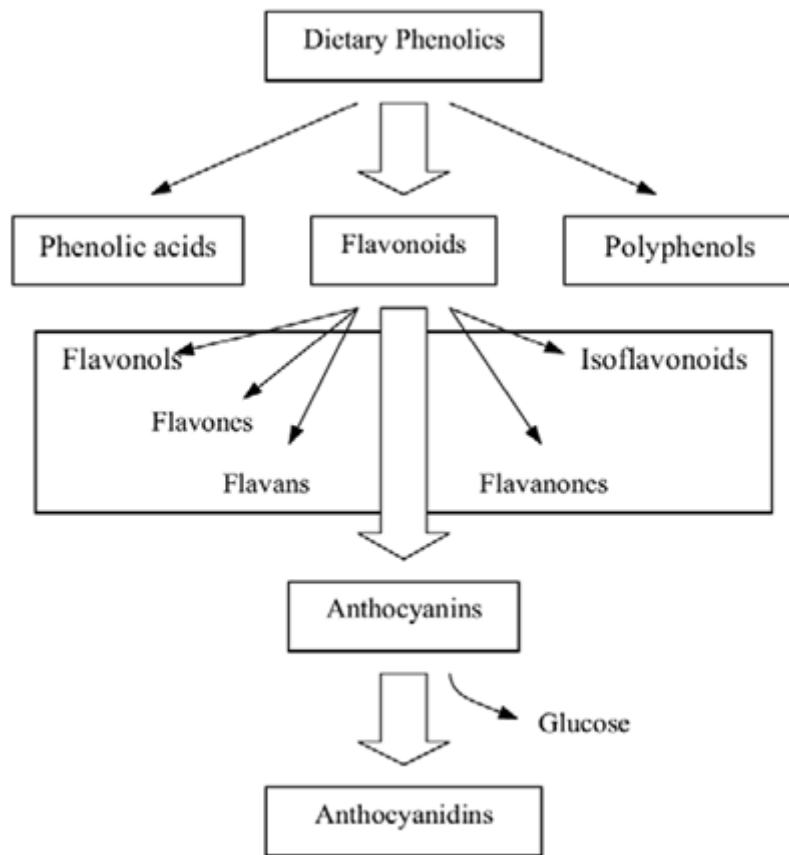 Dietary Phenolics
Phenolic acids
Flavonoids
Polyphenols
Flavonols
Isoflavonoids
Flavones
Flavans
Flavanones
Anthocyanins
Glucose
Anthocyanidins